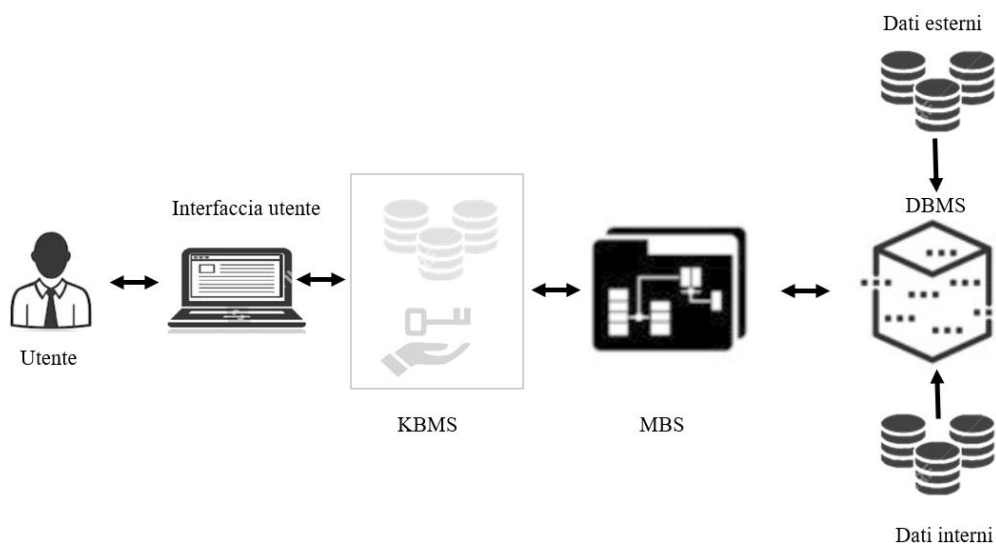 Dati esterni
Interfaccia utente
DBMS
Utente
KBMS
MBS
Dati interni